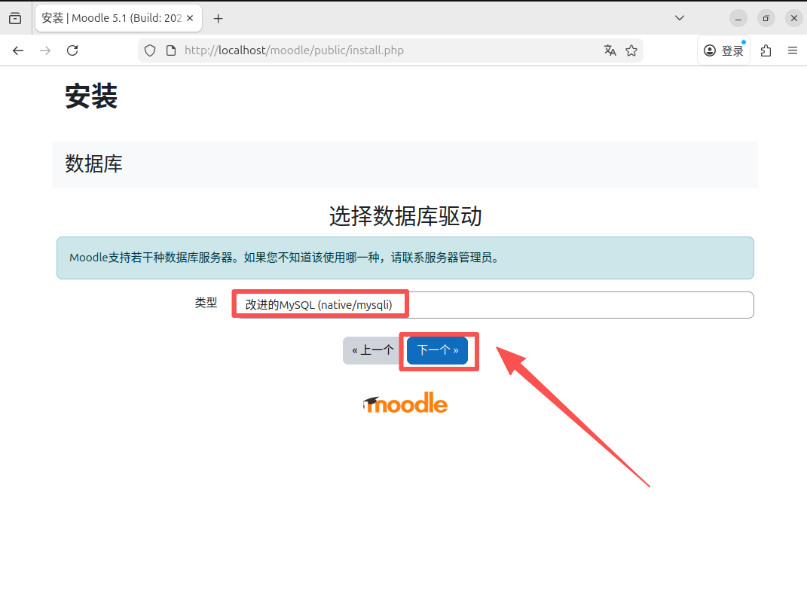 安装 | Moodle 5.1 (Build: 202
http://localhost/moodle/public/install.php
登录
安装
数据库
选择数据库驱动
Moodle支持若干种数据库服务器。如果您不知道该使用哪一种，请联系服务器管理员。
类型 改进的MySQL (native/mysqli)
« 上一个 下一个 »
moodle